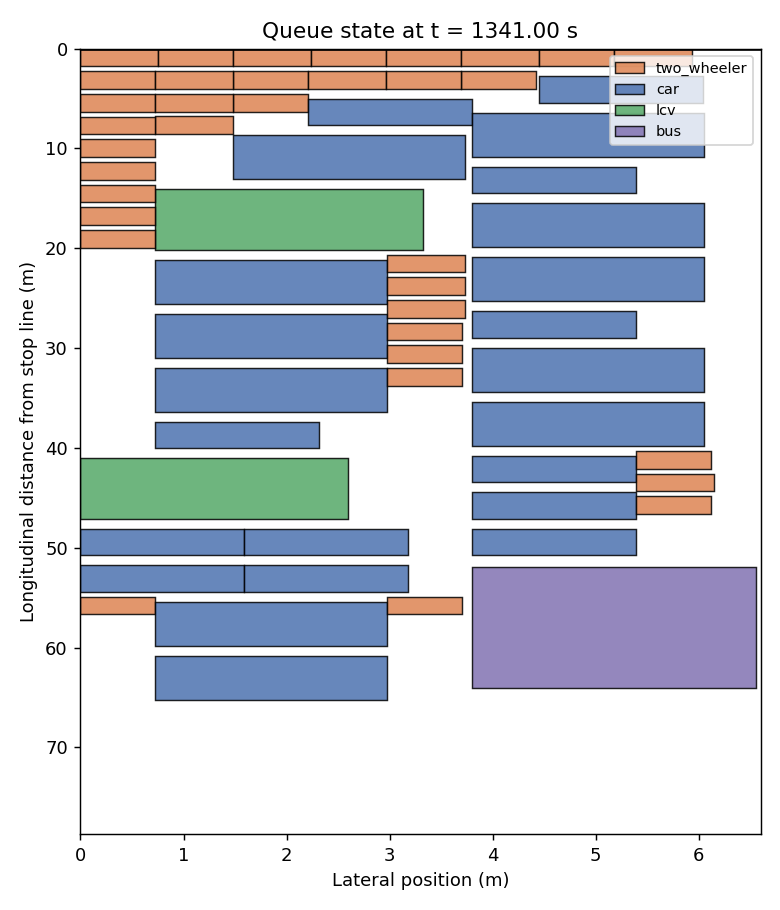 Queue state at t = 1341.00 s
two_wheeler
car
lcv
bus
0
10
20
30
40
50
60
70
Longitudinal distance from stop line (m)
0 1 2 3 4 5 6
Lateral position (m)